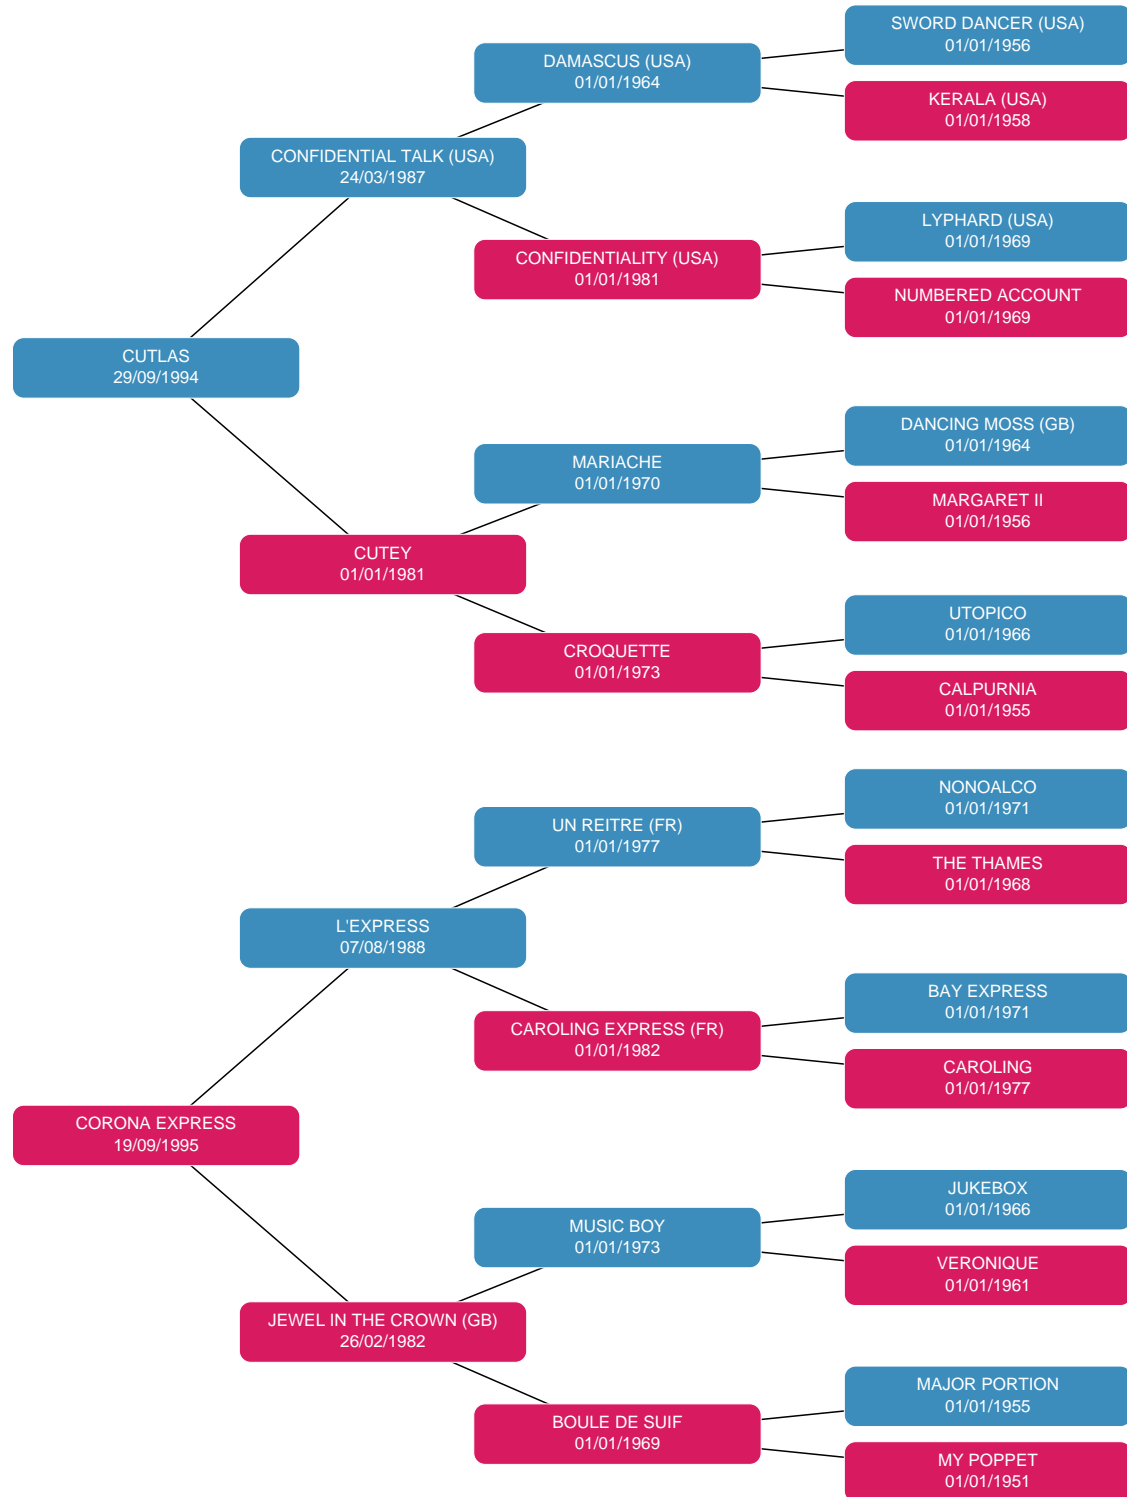 SWORD DANCER (USA)
01/01/1956
DAMASCUS (USA)
01/01/1964
KERALA (USA)
01/01/1958
CONFIDENTIAL TALK (USA)
24/03/1987
LYPHARD (USA)
01/01/1969
CONFIDENTIALITY (USA)
01/01/1981
NUMBERED ACCOUNT
01/01/1969
CUTLAS
29/09/1994
DANCING MOSS (GB)
01/01/1964
MARIACHE
01/01/1970
MARGARET II
01/01/1956
CUTEY
01/01/1981
UTOPICO
01/01/1966
CROQUETTE
01/01/1973
CALPURNIA
01/01/1955
NONOALCO
01/01/1971
UN REITRE (FR)
01/01/1977
THE THAMES
01/01/1968
L'EXPRESS
07/08/1988
BAY EXPRESS
01/01/1971
CAROLING EXPRESS (FR)
01/01/1982
CAROLING
01/01/1977
CORONA EXPRESS
19/09/1995
JUKEBOX
01/01/1966
MUSIC BOY
01/01/1973
VERONIQUE
01/01/1961
JEWEL IN THE CROWN (GB)
26/02/1982
MAJOR PORTION
01/01/1955
BOULE DE SUIF
01/01/1969
MY POPPET
01/01/1951